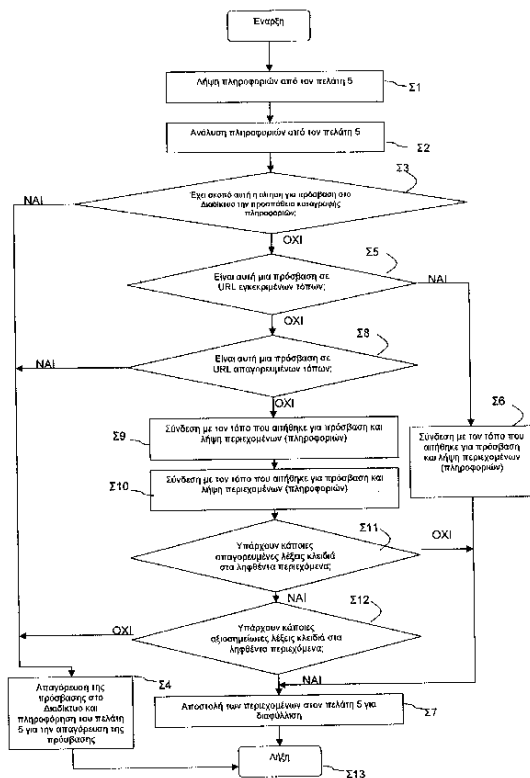 Έναρξη
Λήψη πληροφοριών από τον πελάτη 5
Σ1
Ανάλυση πληροφοριών από τον πελάτη 5
Σ2
Σ3
ΝΑΙ
Έχει σκοπό αυτή η αίτηση για πρόσβαση στο
Διαδίκτυο την προσπάθεια καταγραφής
πληροφοριών;
ΟΧΙ
Σ5
Είναι αυτή μια πρόσβαση σε
URL εγκεκριμένων τόπων;
ΝΑΙ
ΟΧΙ
Σ8
ΝΑΙ
Είναι αυτή μια πρόσβαση σε
URL απαγορευμένων τόπων;
ΟΧΙ
Σ6
Σ9
Σύνδεση με τον τόπο που αιτήθηκε για πρόσβαση και
λήψη περιεχομένων (πληροφοριών)
Σύνδεση με τον τόπο που
αιτήθηκε για πρόσβαση
και λήψη περιεχομένων
(πληροφοριών)
Σ10
Σύνδεση με τον τόπο που αιτήθηκε για πρόσβαση και
λήψη περιεχομένων (πληροφοριών)
Σ11
Υπάρχουν κάποιες
απαγορευμένες λέξεις κλειδιά
στα ληφθέντα περιεχόμενα;
ΟΧΙ
ΝΑΙ
Σ12
ΟΧΙ
Υπάρχουν κάποιες
αξιοσημείωτες λέξεις κλειδιά στα
ληφθέντα περιεχόμενα;
ΝΑΙ
Σ4
Απαγόρευση της
πρόσβασης στο
Διαδίκτυο και
πληροφόρηση του πελάτη
5 για την απαγόρευση της
πρόσβασης
Αποστολή των περιεχομένων στον πελάτη 5 για
διαφύλλιση
Σ7
Λήξη
Σ13